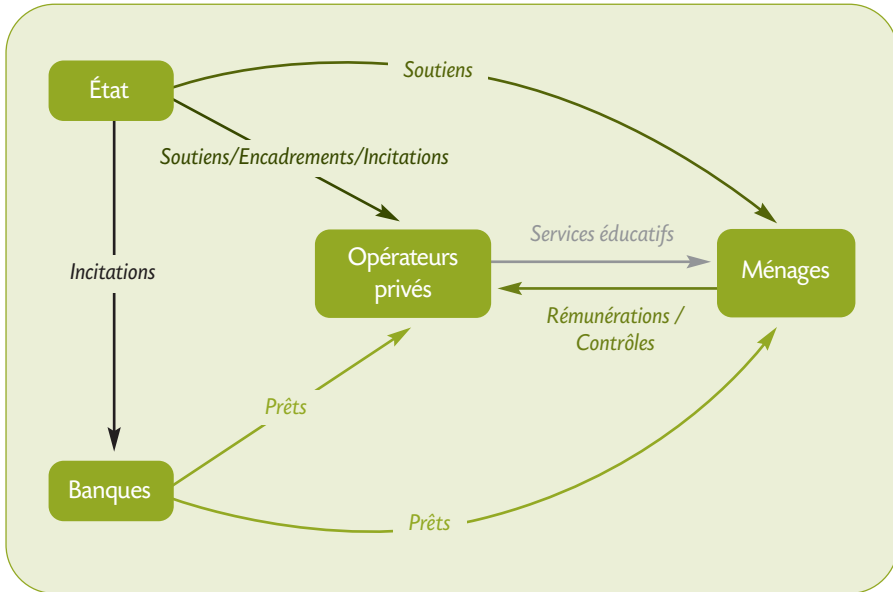 État
Soutiens
Soutiens/Encadrements/Incitations
Services éducatifs
Opérateurs
privés
Ménages
Incitations
Rémunérations /
Contrôles
Prêts
Banques
Prêts